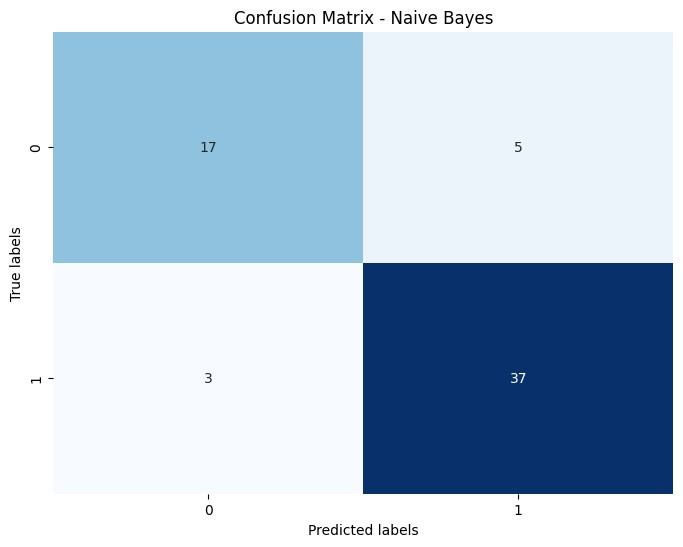 Confusion Matrix - Naive Bayes
True labels
0
17
5
1
3
37
0
1
Predicted labels